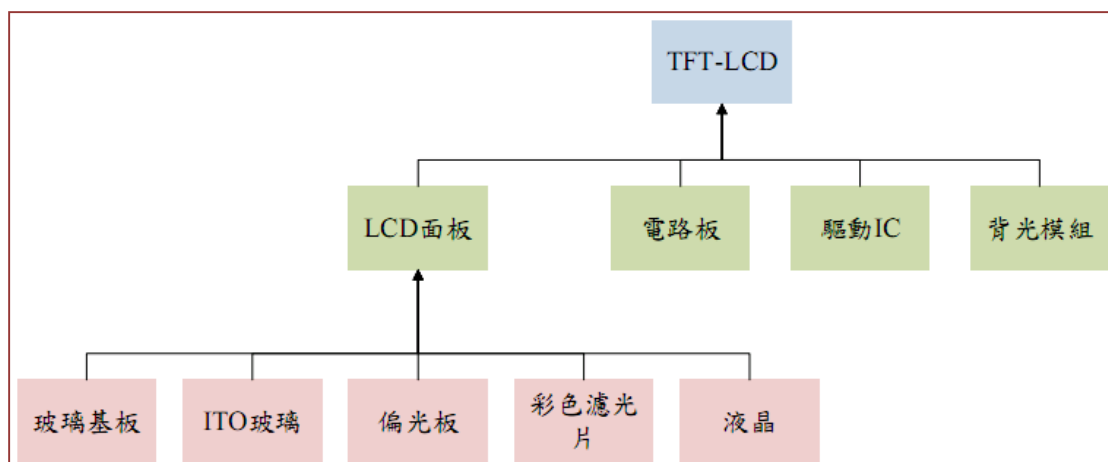 TFT-LCD
LCD面板
電路板
驅動IC
背光模組
玻璃基板
ITO玻璃
偏光板
彩色濾光
片
液晶